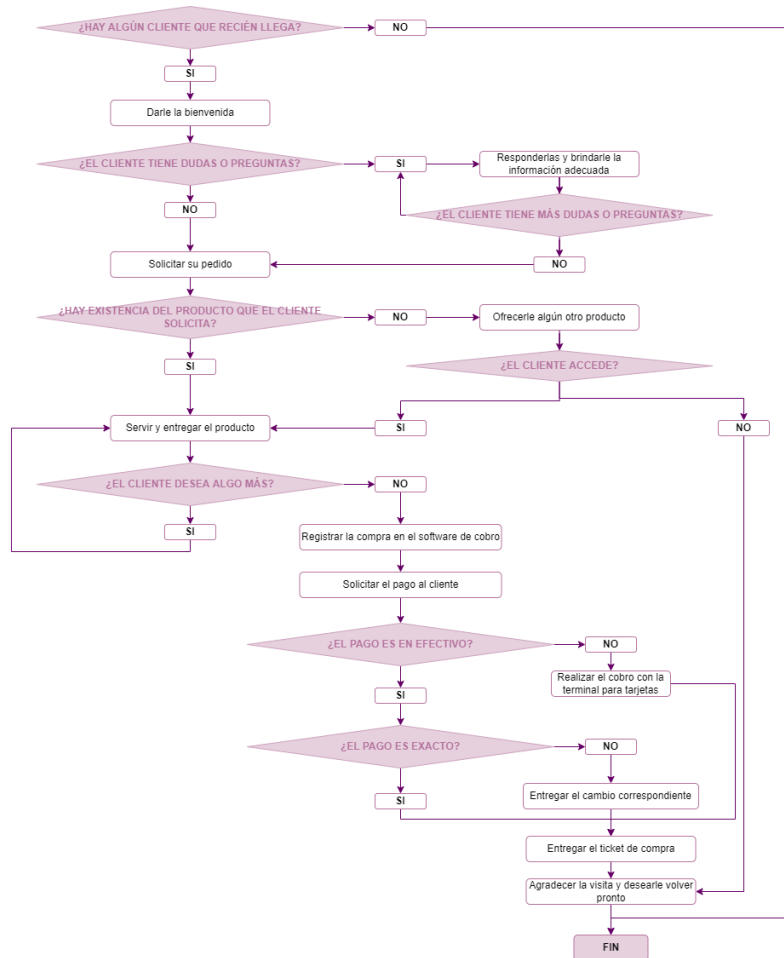 ¿HAY ALGÚN CLIENTE QUE RECIÉN LLEGA?
NO
SI
Darle la bienvenida
¿EL CLIENTE TIENE DUDAS O PREGUNTAS?
SI
Responderlas y brindarle la
información adecuada
NO
¿EL CLIENTE TIENE MÁS DUDAS O PREGUNTAS?
Solicitar su pedido
NO
¿HAY EXISTENCIA DEL PRODUCTO QUE EL CLIENTE
SOLICITA?
NO
Ofrecerle algún otro producto
SI
¿EL CLIENTE ACCEDE?
Servir y entregar el producto
SI
NO
¿EL CLIENTE DESEA ALGO MÁS?
NO
SI
Registrar la compra en el software de cobro
Solicitar el pago al cliente
¿EL PAGO ES EN EFECTIVO?
NO
Realizar el cobro con la
terminal para tarjetas
SI
¿EL PAGO ES EXACTO?
NO
Entregar el cambio correspondiente
SI
Entregar el ticket de compra
Agradecer la visita y desearle volver
pronto
FIN